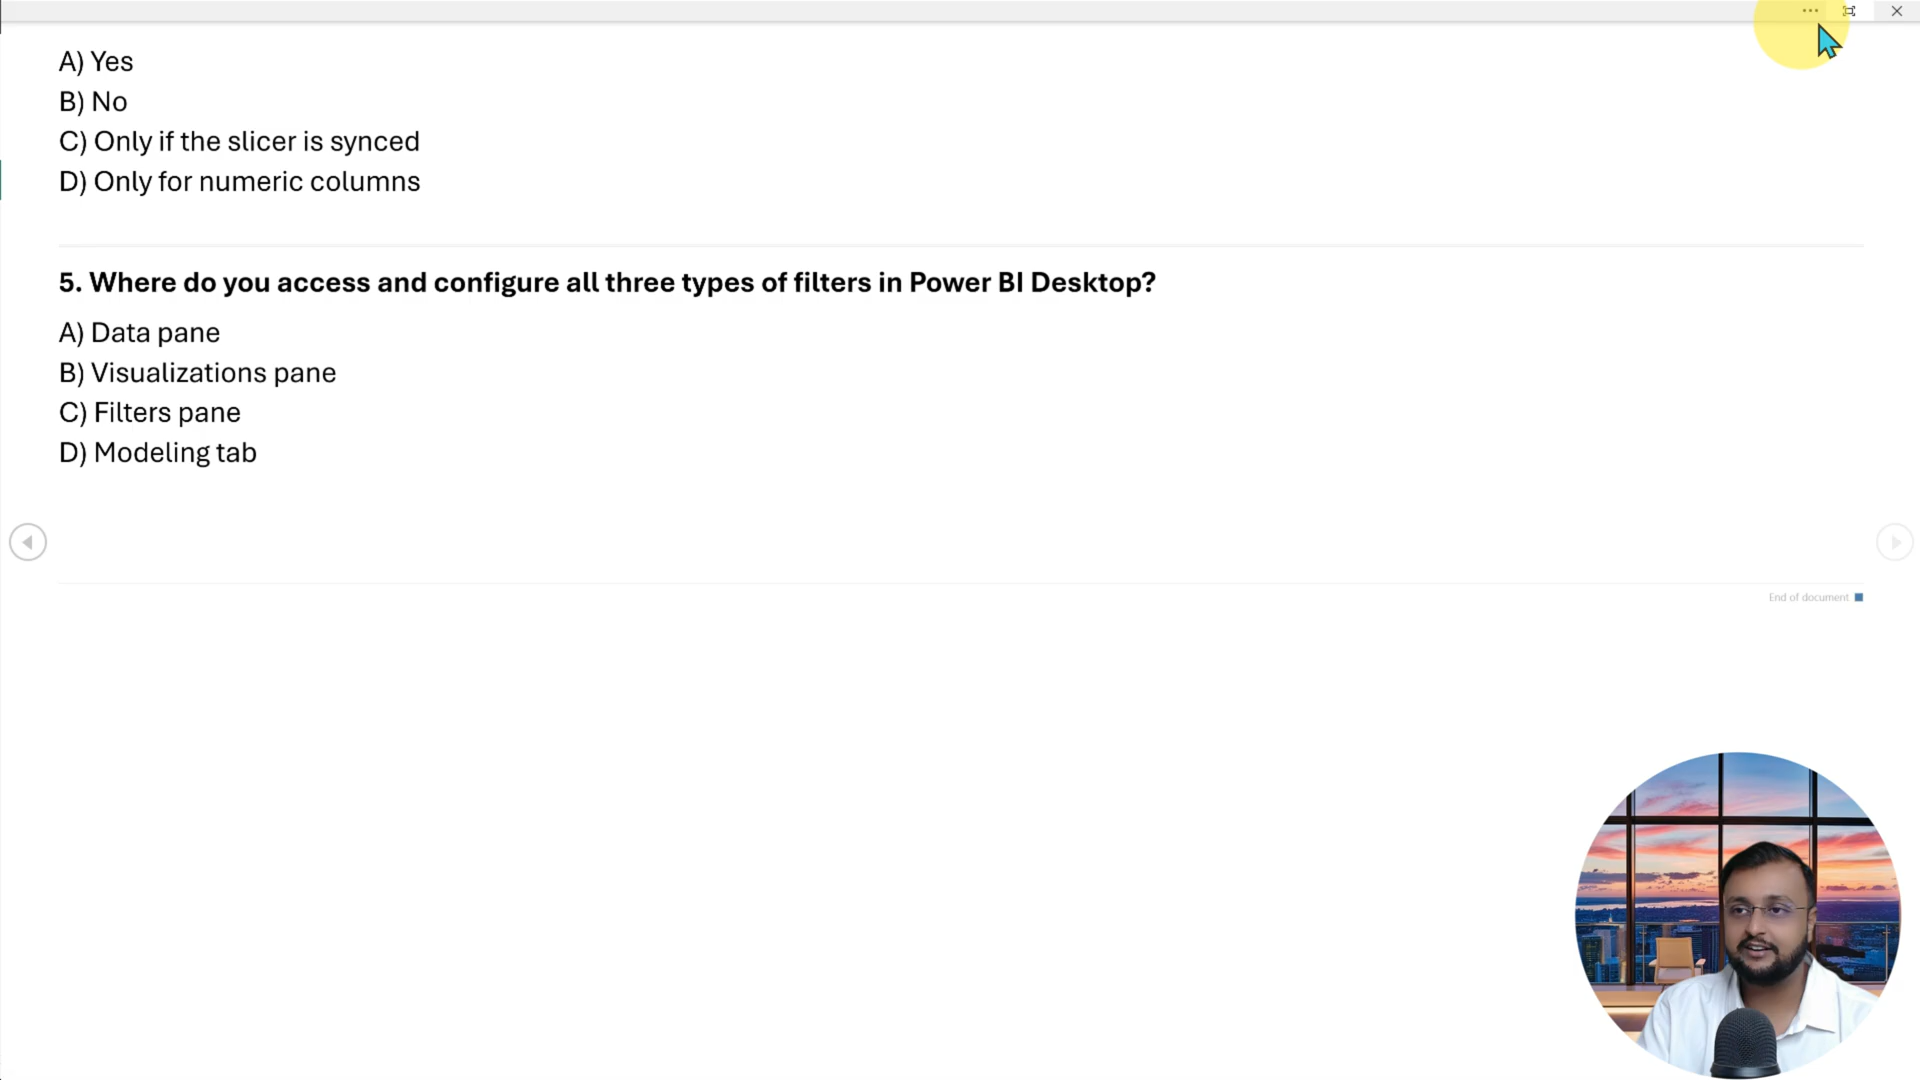 A) Yes
B) No
C) Only if the slicer is synced
D) Only for numeric columns
5. Where do you access and configure all three types of filters in Power BI Desktop?
A) Data pane
B) Visualizations pane
C) Filters pane
D) Modeling tab
End of document